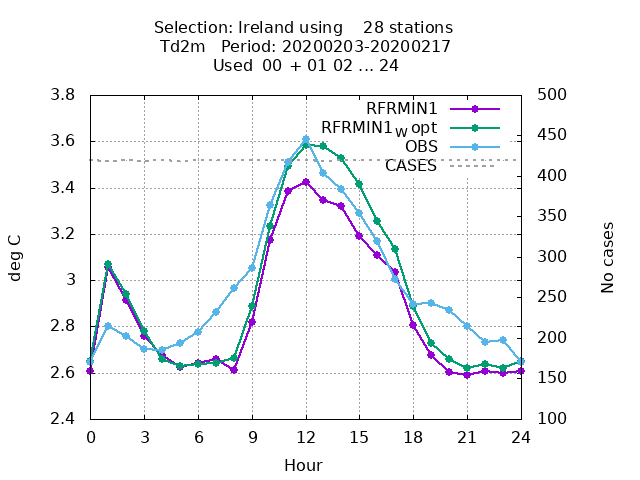 Selection: Ireland using    28 stations
Td2m   Period: 20200203-20200217
Used  00  + 01 02 ... 24
RFRMIN1
RFRMIN1wopt
OBS
CASES
3.8
3.6
3.4
3.2
3
2.8
2.6
2.4
500
450
400
350
300
250
200
150
100
deg C
No cases
0 3 6 9 12 15 18 21 24
Hour